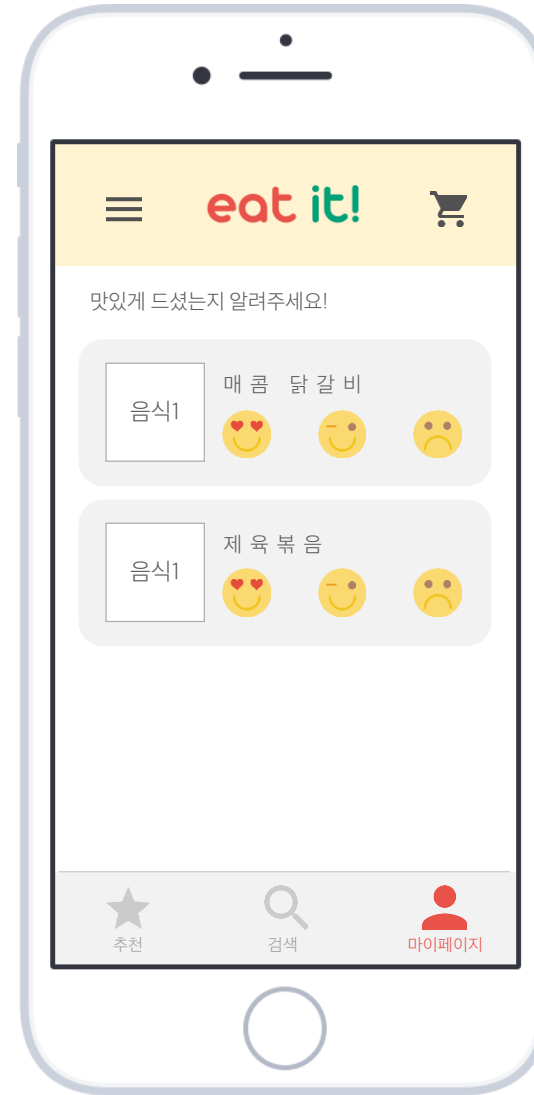 eat it!
맛있게 드셨는지 알려주세요!
음식1
매콤 닭갈비
음식1
제육볶음
추천
검색
마이페이지